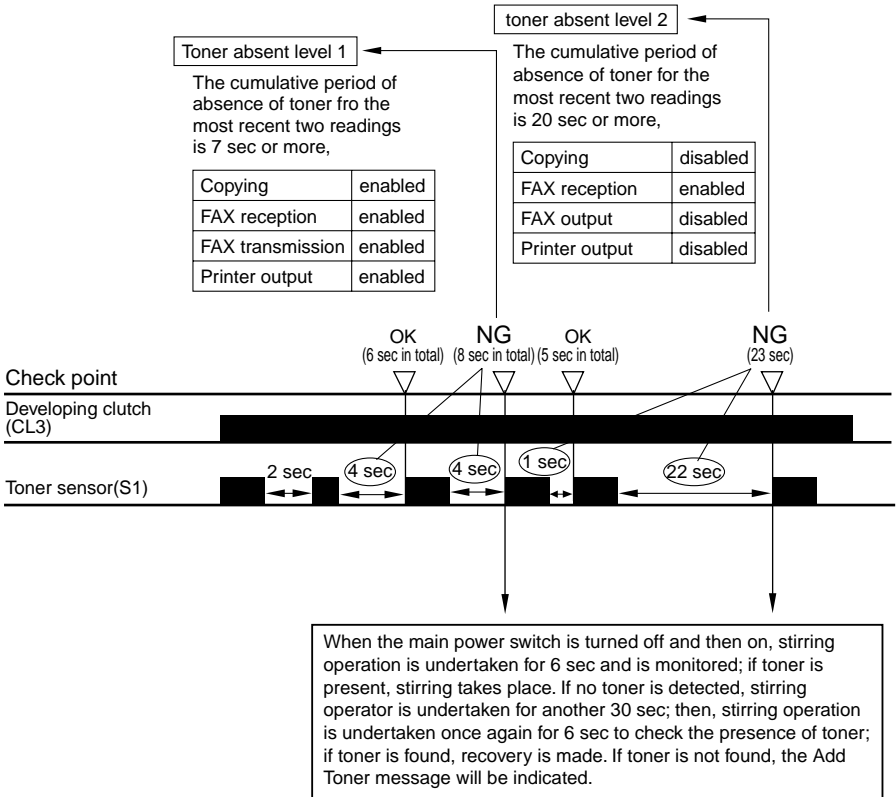 toner absent level 2
Toner absent level 1
The cumulative period of
absence of toner fro the
most recent two readings
is 7 sec or more,
The cumulative period of
absence of toner for the
most recent two readings
is 20 sec or more,
Copying enabled
FAX reception enabled
FAX transmission enabled
Printer output enabled
Copying disabled
FAX reception enabled
FAX output disabled
Printer output disabled
OK NG OK NG
(6 sec in total) (8 sec in total) (5 sec in total) (23 sec)
Check point
Developing clutch
(CL3)
2 sec 4 sec 4 sec 1 sec 22 sec
Toner sensor(S1)
When the main power switch is turned off and then on, stirring
operation is undertaken for 6 sec and is monitored; if toner is
present, stirring takes place. If no toner is detected, stirring
operator is undertaken for another 30 sec; then, stirring operation
is undertaken once again for 6 sec to check the presence of toner;
if toner is found, recovery is made. If toner is not found, the Add
Toner message will be indicated.